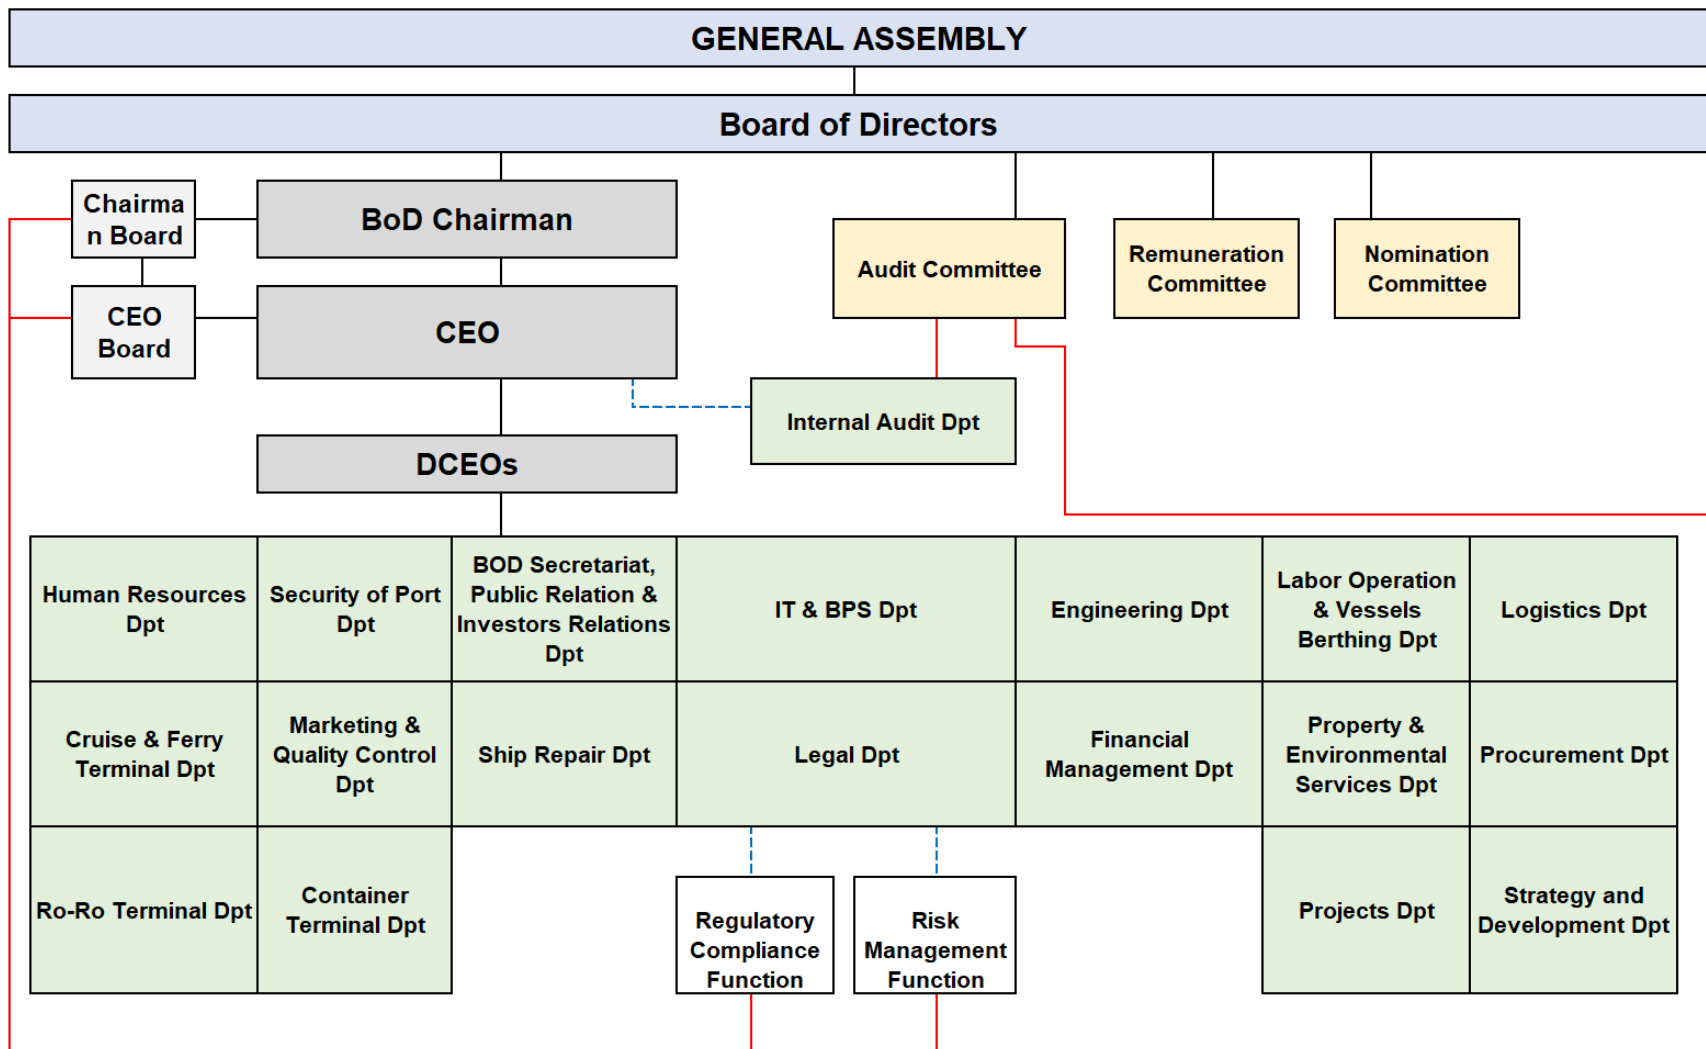 GENERAL ASSEMBLY
Board of Directors
Chairma
n Board
BoD Chairman
Audit Committee
Remuneration
Committee
Nomination
Committee
CEO
Board
CEO
Internal Audit Dpt
DCEOs
Human Resources
Dpt
Security of Port
Dpt
BOD Secretariat,
Public Relation &
Investors Relations
Dpt
IT & BPS Dpt
Engineering Dpt
Labor Operation
& Vessels
Berthing Dpt
Logistics Dpt
Cruise & Ferry
Terminal Dpt
Marketing &
Quality Control
Dpt
Ship Repair Dpt
Legal Dpt
Financial
Management Dpt
Property &
Environmental
Services Dpt
Procurement Dpt
Ro-Ro Terminal Dpt
Container
Terminal Dpt
Regulatory
Compliance
Function
Risk
Management
Function
Projects Dpt
Strategy and
Development Dpt